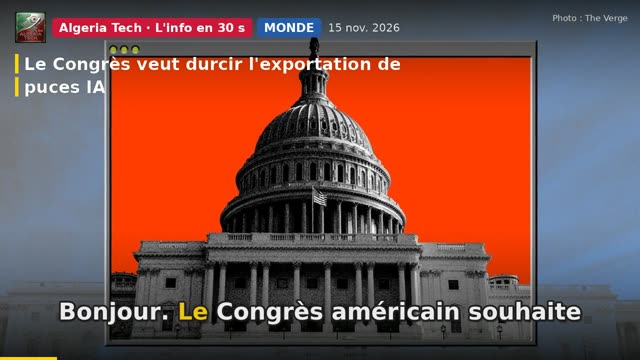 Algeria Tech · L'info en 30 s
MONDE
15 nov. 2026
Photo : The Verge
Le Congrès veut durcir l'exportation de
puces IA
Bonjour. Le Congrès américain souhaite